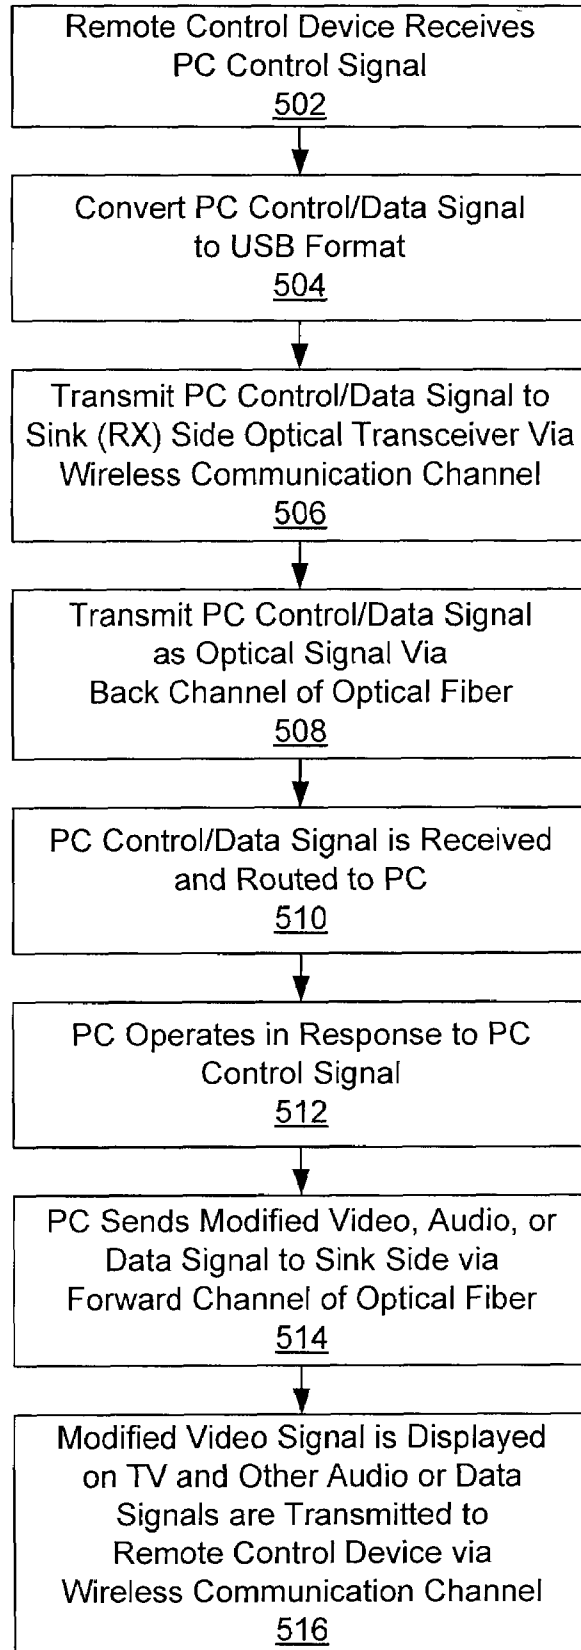 Remote Control Device Receives
PC Control Signal
502
Convert PC Control/Data Signal
to USB Format
504
Transmit PC Control/Data Signal to
Sink (RX) Side Optical Transceiver Via
Wireless Communication Channel
506
Transmit PC Control/Data Signal
as Optical Signal Via
Back Channel of Optical Fiber
508
PC Control/Data Signal is Received
and Routed to PC
510
PC Operates in Response to PC
Control Signal
512
PC Sends Modified Video, Audio, or
Data Signal to Sink Side via
Forward Channel of Optical Fiber
514
Modified Video Signal is Displayed
on TV and Other Audio or Data
Signals are Transmitted to
Remote Control Device via
Wireless Communication Channel
516